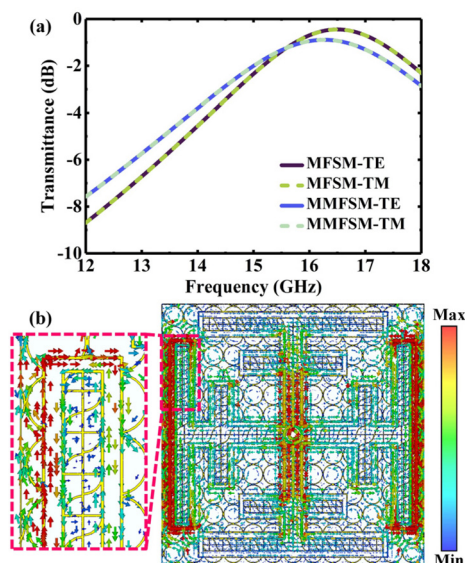 (a)
0
-2
-4
-6
-8
-10
Transmittance (dB)
MFSM-TE
MFSM-TM
MMFSM-TE
MMFSM-TM
12 13 14 15 16 17 18
Frequency (GHz)
(b)
Max
Min